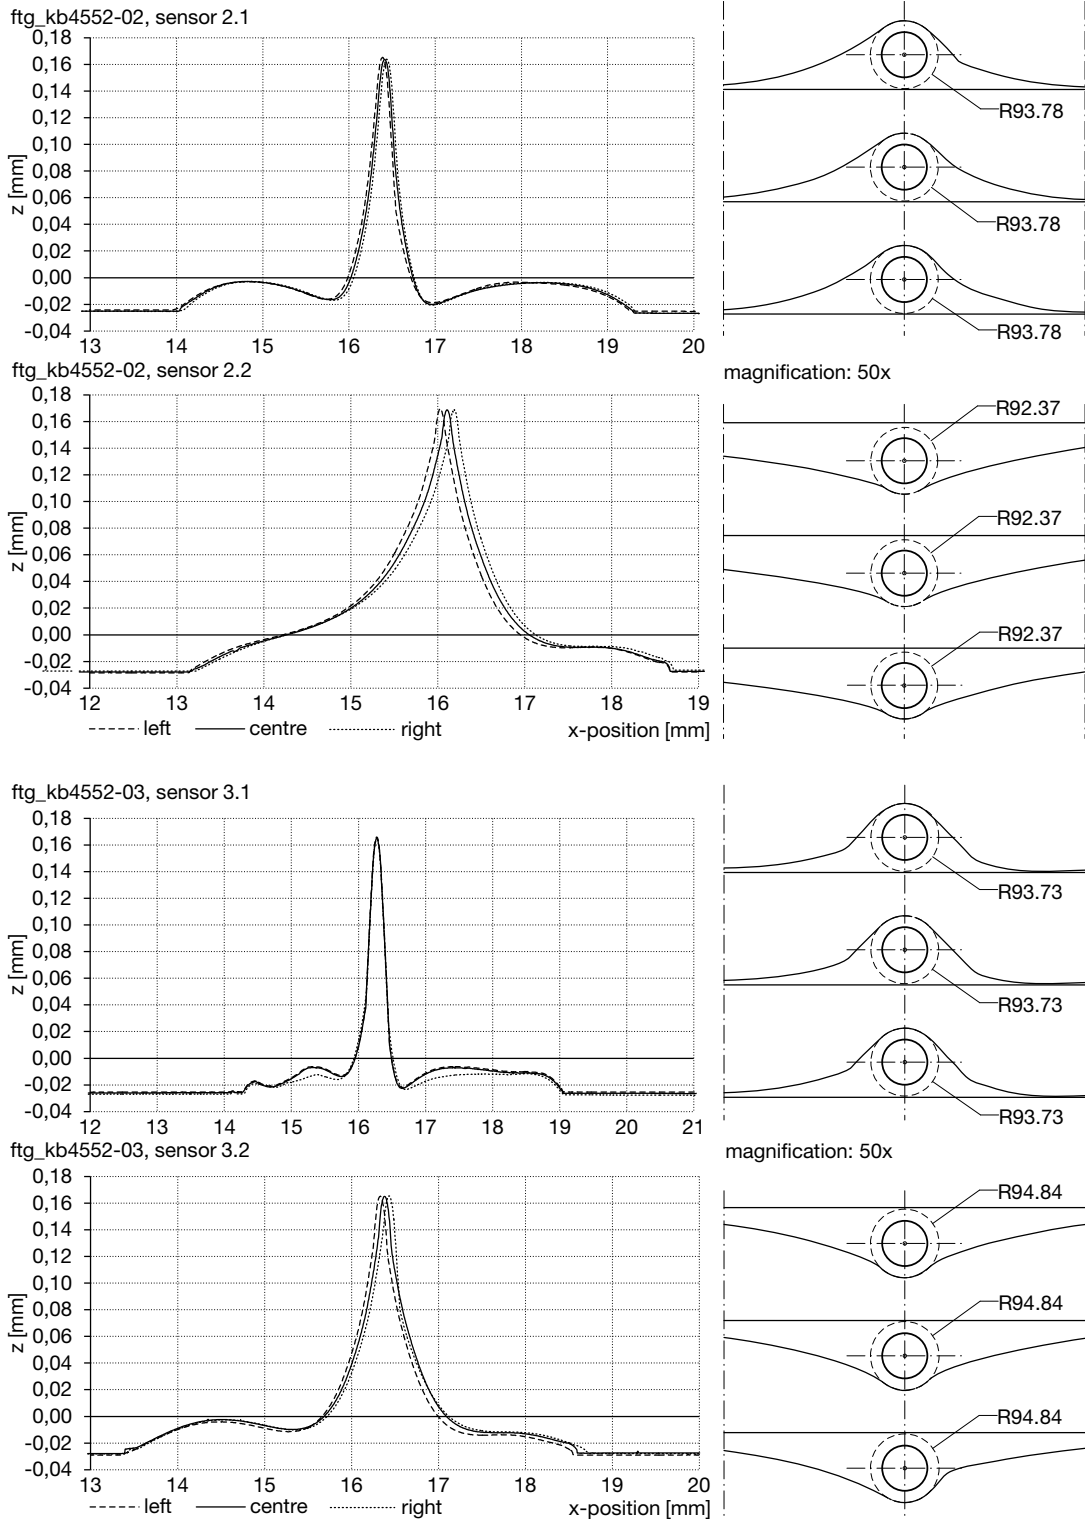 ftg_kb4552-02, sensor 2.1
0,18
0,16
0,14
0,12
0,10
0,08
0,06
0,04
0,02
0,00
-0,02
-0,04
z [mm]
13 14 15 16 17 18 19 20
R93.78
R93.78
R93.78
ftg_kb4552-02, sensor 2.2
magnification: 50x
0,18
0,16
0,14
0,12
0,10
0,08
0,06
0,04
0,02
0,00
-0,02
-0,04
z [mm]
12 13 14 15 16 17 18 19
left centre right x-position [mm]
R92.37
R92.37
R92.37
ftg_kb4552-03, sensor 3.1
0,18
0,16
0,14
0,12
0,10
0,08
0,06
0,04
0,02
0,00
-0,02
-0,04
z [mm]
12 13 14 15 16 17 18 19 20 21
R93.73
R93.73
R93.73
ftg_kb4552-03, sensor 3.2
magnification: 50x
0,18
0,16
0,14
0,12
0,10
0,08
0,06
0,04
0,02
0,00
-0,02
-0,04
z [mm]
13 14 15 16 17 18 19 20
left centre right x-position [mm]
R94.84
R94.84
R94.84